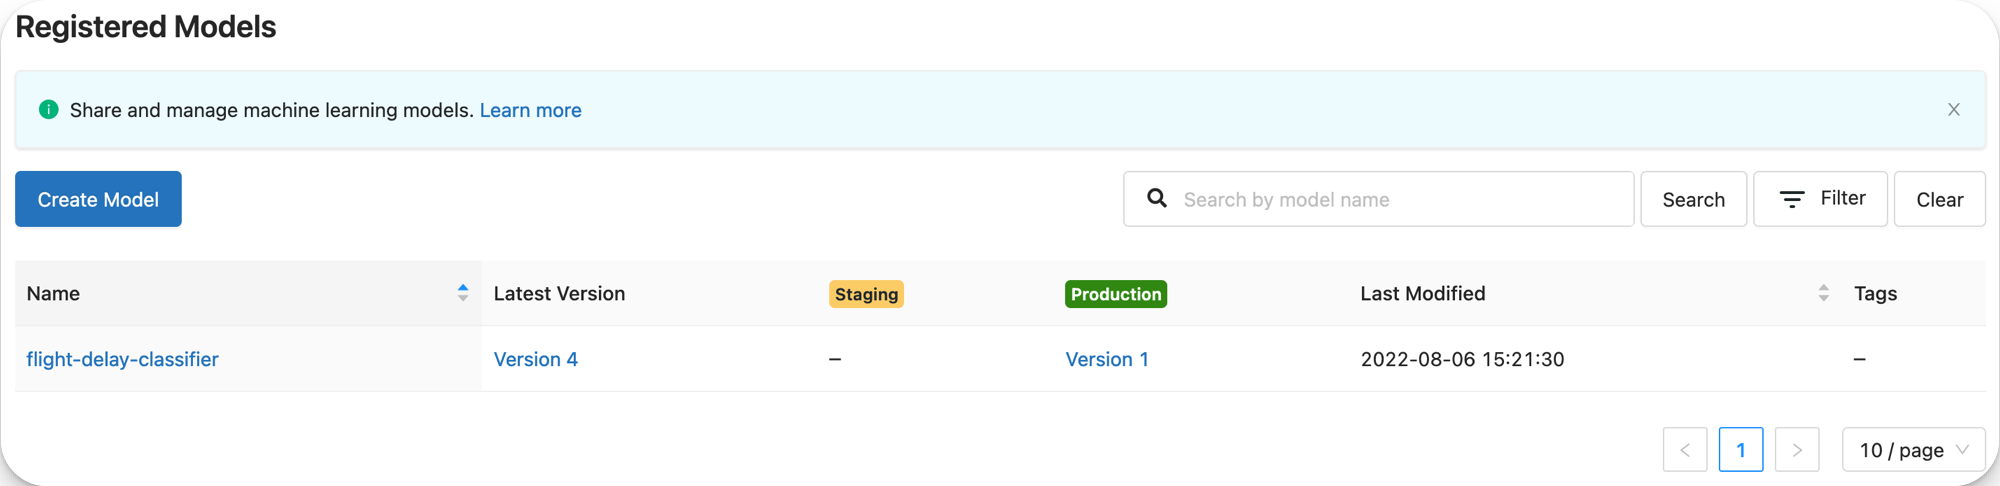 Registered Models
Share and manage machine learning models. Learn more
Create Model
Search by model name
Search
Filter
Clear
Name Latest Version Staging Production Last Modified Tags
flight-delay-classifier Version 4 – Version 1 2022-08-06 15:21:30 –
1 10 / page